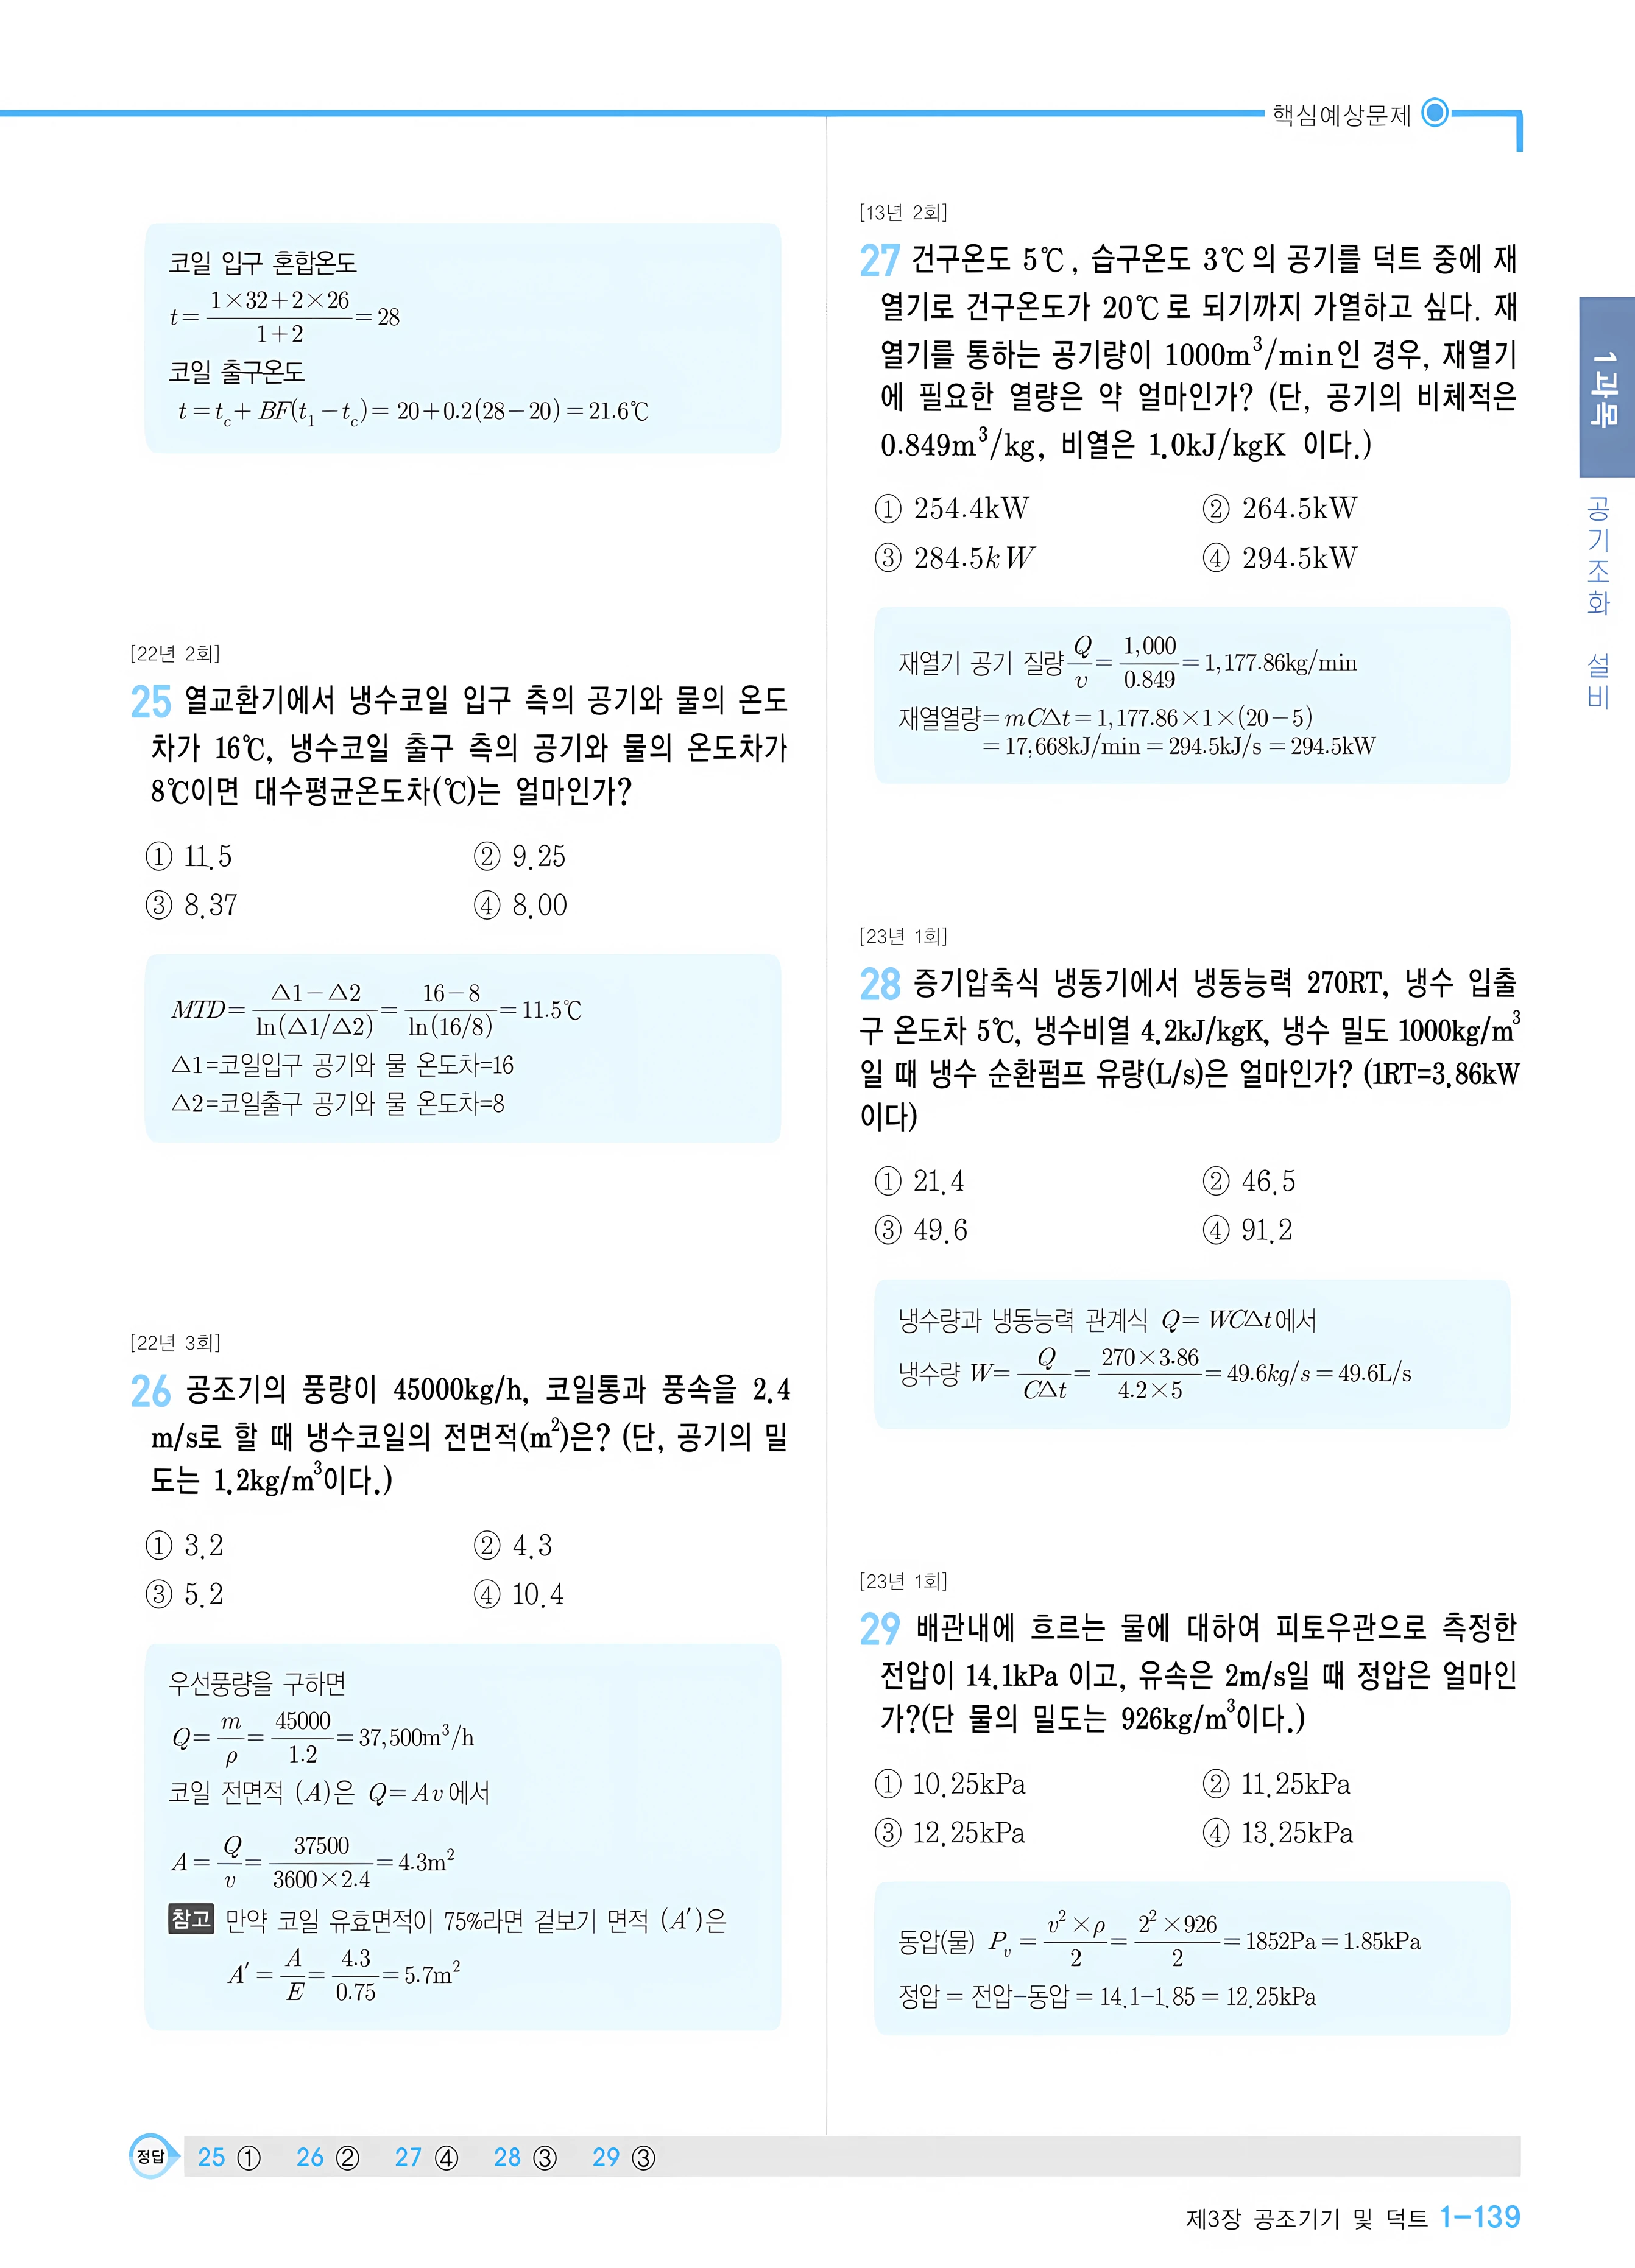 핵심예상문제
코일 입구 혼합온도
t = (1×32+2×26)/(1+2) = 28
코일 출구온도
t = t_c + BF(t_1 − t_c) = 20+0.2(28−20) = 21.6℃
[22년 2회]
25 열교환기에서 냉수코일 입구 측의 공기와 물의 온도
차가 16℃, 냉수코일 출구 측의 공기와 물의 온도차가
8℃이면 대수평균온도차(℃)는 얼마인가?
① 11.5 ② 9.25
③ 8.37 ④ 8.00
MTD = (△1−△2)/(ln(△1/△2)) = (16−8)/(ln(16/8)) = 11.5℃
△1=코일입구 공기와 물 온도차=16
△2=코일출구 공기와 물 온도차=8
[22년 3회]
26 공조기의 풍량이 45000kg/h, 코일통과 풍속을 2.4
m/s로 할 때 냉수코일의 전면적(m²)은? (단, 공기의 밀
도는 1.2kg/m³이다.)
① 3.2 ② 4.3
③ 5.2 ④ 10.4
우선풍량을 구하면
Q = m/ρ = 45000/1.2 = 37,500m³/h
코일 전면적 (A)은 Q = Av에서
A = Q/v = 37500/(3600×2.4) = 4.3m²
참고 만약 코일 유효면적이 75%라면 겉보기 면적 (A′)은
A′ = A/E = 4.3/0.75 = 5.7m²
[13년 2회]
27 건구온도 5℃, 습구온도 3℃의 공기를 덕트 중에 재
열기로 건구온도가 20℃로 되기까지 가열하고 싶다. 재
열기를 통하는 공기량이 1000m³/min인 경우, 재열기
에 필요한 열량은 약 얼마인가? (단, 공기의 비체적은
0.849m³/kg, 비열은 1.0kJ/kgK 이다.)
① 254.4kW ② 264.5kW
③ 284.5kW ④ 294.5kW
재열기 공기 질량 Q/v = 1,000/0.849 = 1,177.86kg/min
재열열량 = mC△t = 1,177.86×1×(20−5)
= 17,668kJ/min = 294.5kJ/s = 294.5kW
[23년 1회]
28 증기압축식 냉동기에서 냉동능력 270RT, 냉수 입출
구 온도차 5℃, 냉수비열 4.2kJ/kgK, 냉수 밀도 1000kg/m³
일 때 냉수 순환펌프 유량(L/s)은 얼마인가? (1RT=3.86kW
이다)
① 21.4 ② 46.5
③ 49.6 ④ 91.2
냉수량과 냉동능력 관계식 Q = WC△t에서
냉수량 W = Q/(C△t) = (270×3.86)/(4.2×5) = 49.6kg/s = 49.6L/s
[23년 1회]
29 배관내에 흐르는 물에 대하여 피토우관으로 측정한
전압이 14.1kPa 이고, 유속은 2m/s일 때 정압은 얼마인
가?(단 물의 밀도는 926kg/m³이다.)
① 10.25kPa ② 11.25kPa
③ 12.25kPa ④ 13.25kPa
동압(물) P_v = (v²×ρ)/2 = (2²×926)/2 = 1852Pa = 1.85kPa
정압 = 전압-동압 = 14.1-1.85 = 12.25kPa
1과목
공기조화 설비
정답 25 ① 26 ② 27 ④ 28 ③ 29 ③
제3장 공조기기 및 덕트 1-139